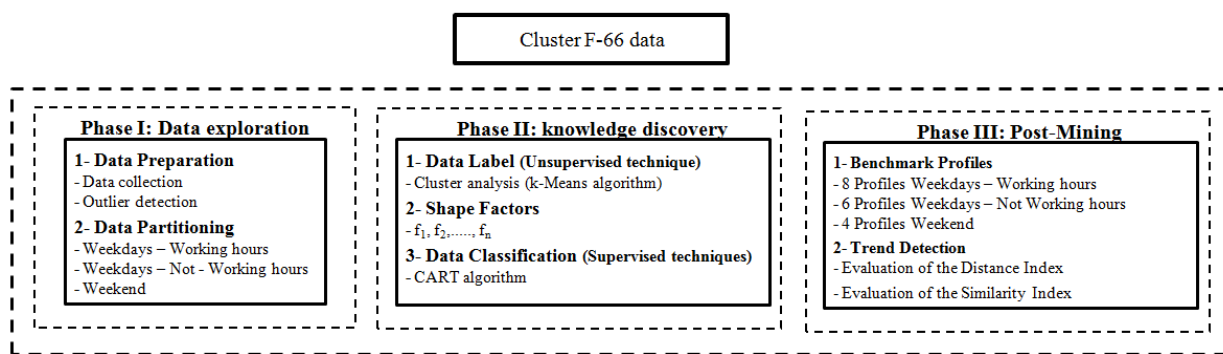 Cluster F-66 data
Phase I: Data exploration
1- Data Preparation
- Data collection
- Outlier detection
2- Data Partitioning
- Weekdays – Working hours
- Weekdays – Not - Working hours
- Weekend
Phase II: knowledge discovery
1- Data Label (Unsupervised technique)
- Cluster analysis (k-Means algorithm)
2- Shape Factors
- f1, f2,....., fn
3- Data Classification (Supervised techniques)
- CART algorithm
Phase III: Post-Mining
1- Benchmark Profiles
- 8 Profiles Weekdays – Working hours
- 6 Profiles Weekdays – Not Working hours
- 4 Profiles Weekend
2- Trend Detection
- Evaluation of the Distance Index
- Evaluation of the Similarity Index